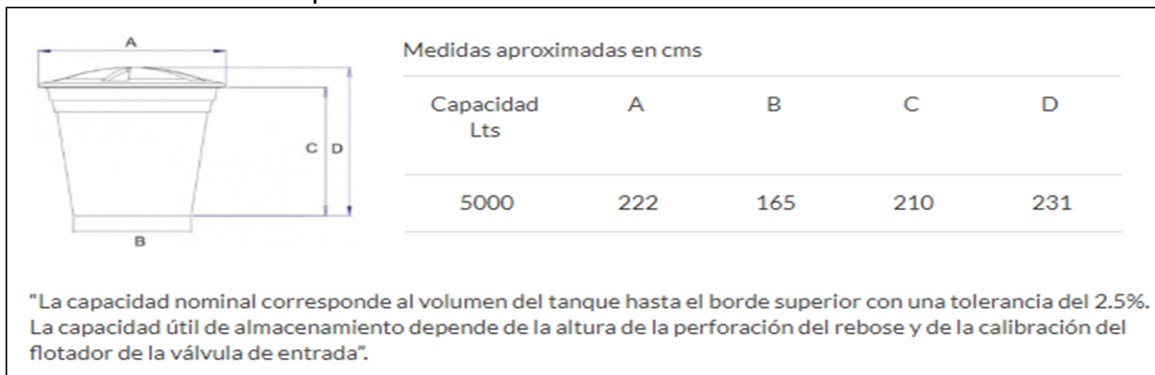 A
C
D
B
Medidas aproximadas en cms
Capacidad Lts A B C D
5000 222 165 210 231
"La capacidad nominal corresponde al volumen del tanque hasta el borde superior con una tolerancia del 2.5%.
La capacidad útil de almacenamiento depende de la altura de la perforación del rebose y de la calibración del
flotador de la válvula de entrada".